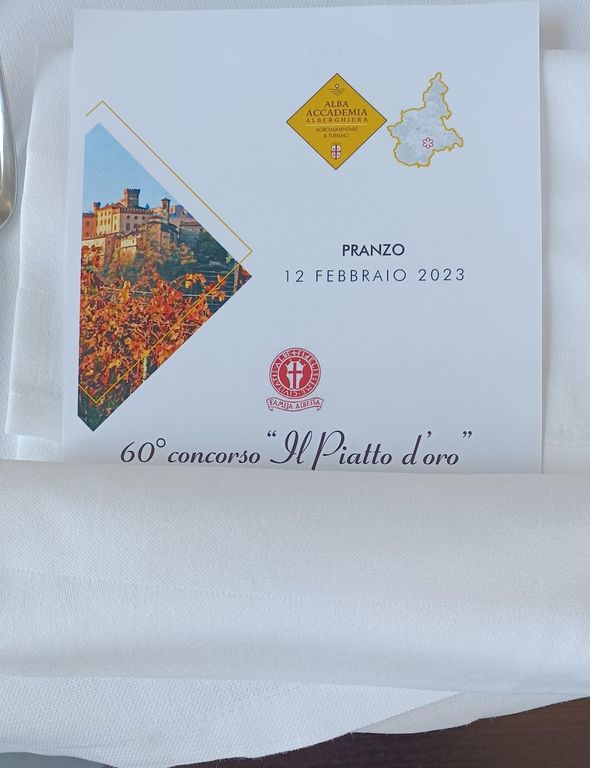 ALBA
ACCADEMIA
ALBERGHIERA
AGROALIMENTARE
& TURISMO
PRANZO
12 FEBBRAIO 2023
FAMIJA ALBEISA
60° concorso "Il Piatto d'oro"